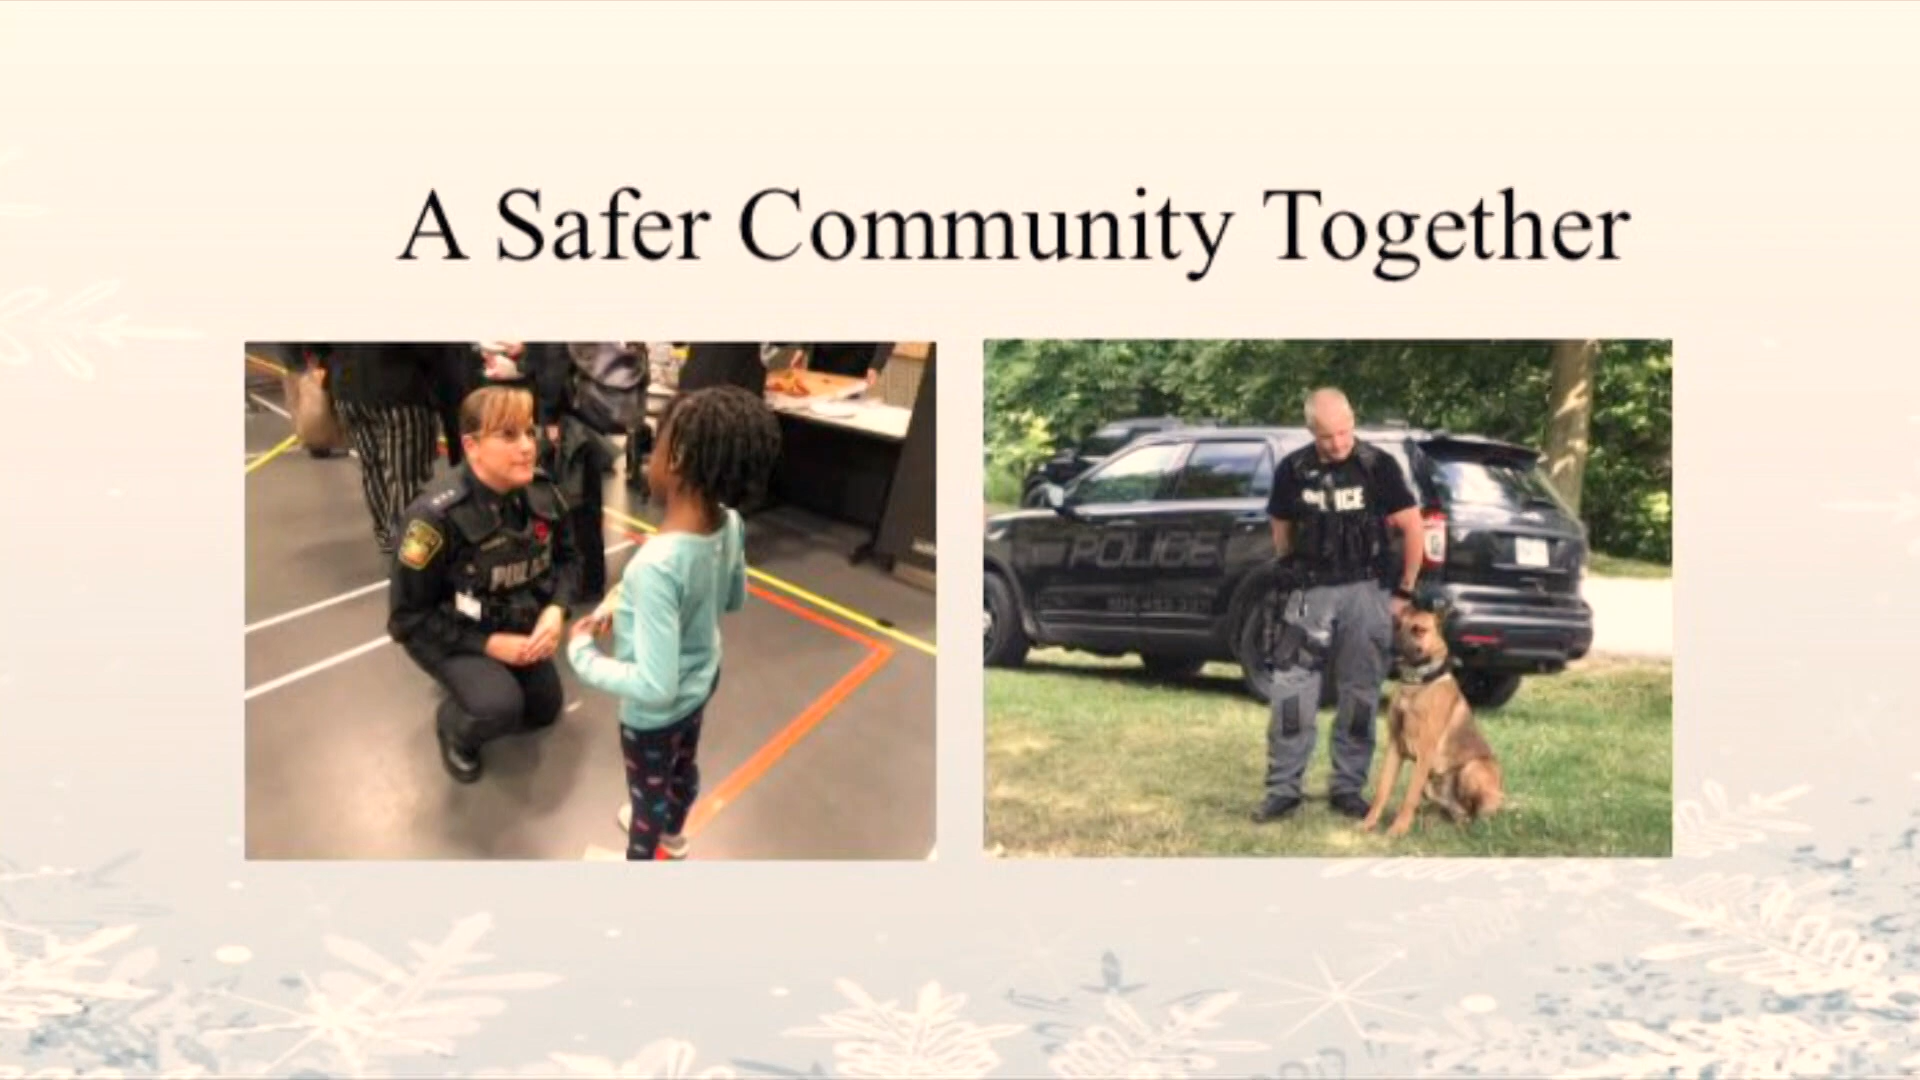 A Safer Community Together
POLICE
POLICE
POLICE